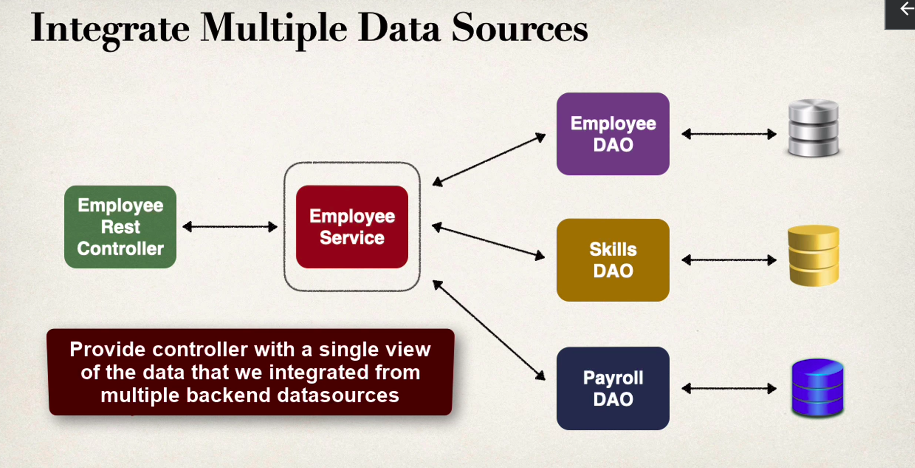 Integrate Multiple Data Sources
Employee
DAO
Employee
Rest
Controller
Employee
Service
Skills
DAO
Payroll
DAO
Provide controller with a single view
of the data that we integrated from
multiple backend datasources